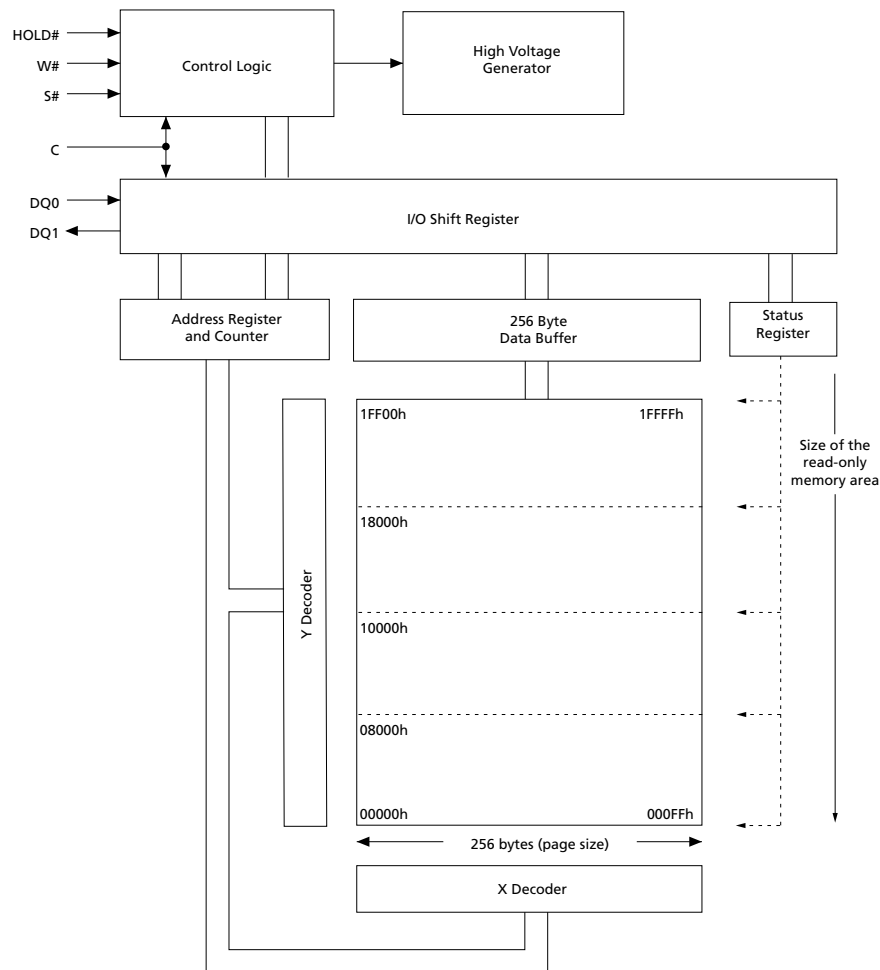 HOLD#
W#
S#
C
Control Logic
High Voltage
Generator
DQ0
DQ1
I/O Shift Register
Address Register
and Counter
256 Byte
Data Buffer
Status
Register
1FF00h
1FFFFh
Size of the
read-only
memory area
18000h
Y Decoder
10000h
08000h
00000h
000FFh
256 bytes (page size)
X Decoder